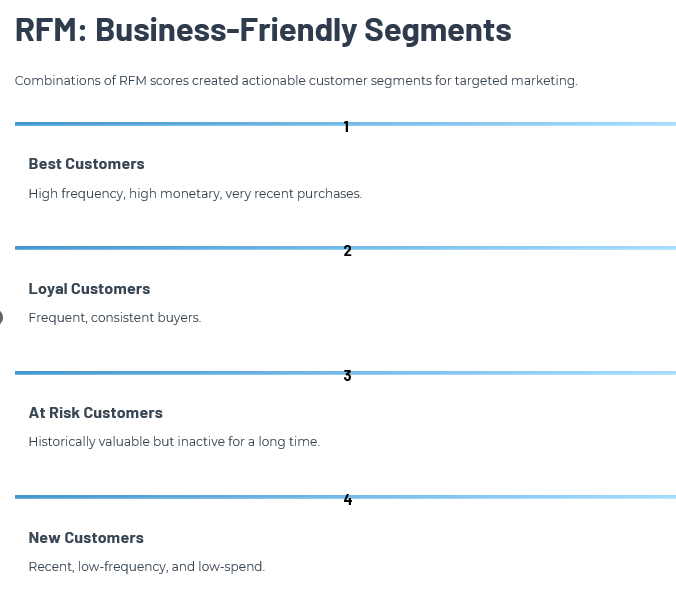 RFM: Business-Friendly Segments
Combinations of RFM scores created actionable customer segments for targeted marketing.
1
Best Customers
High frequency, high monetary, very recent purchases.
2
Loyal Customers
Frequent, consistent buyers.
3
At Risk Customers
Historically valuable but inactive for a long time.
4
New Customers
Recent, low-frequency, and low-spend.